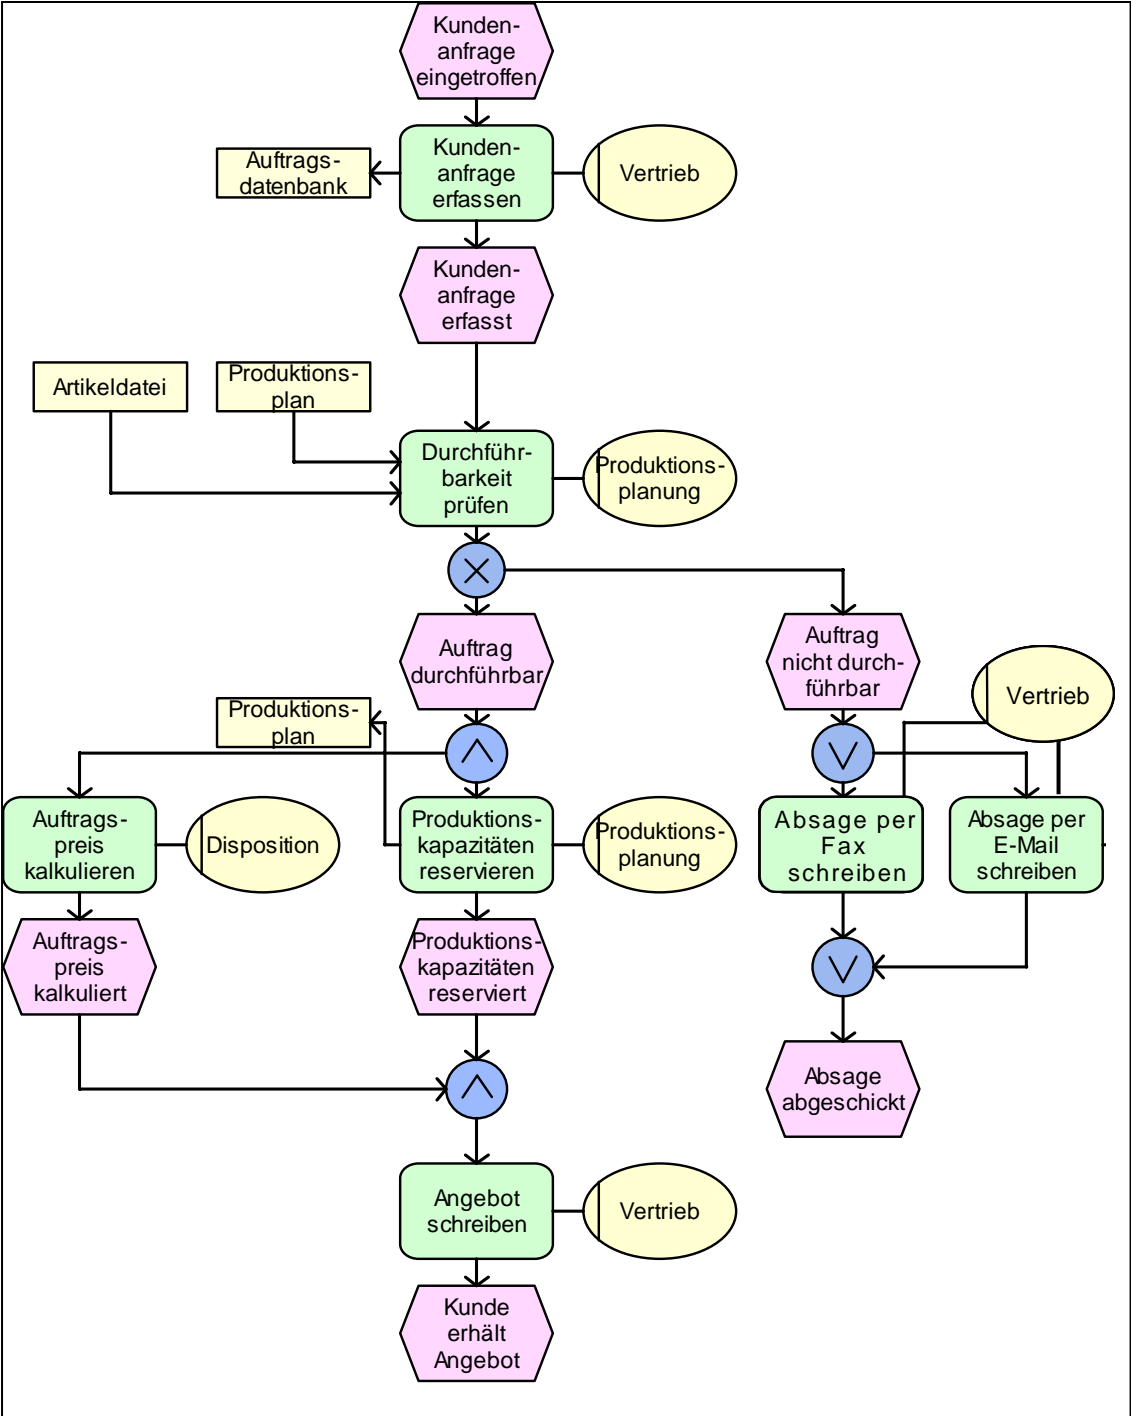 Kunden-
anfrage
eingetroffen
Auftrags-
datenbank
Kunden-
anfrage
erfassen
Vertrieb
Kunden-
anfrage
erfasst
Artikeldatei
Produktions-
plan
Durchführ-
barkeit
prüfen
Produktions-
planung
Auftrag
durchführbar
Auftrag
nicht durch-
führbar
Vertrieb
Produktions-
plan
Auftrags-
preis
kalkulieren
Disposition
Produktions-
kapazitäten
reservieren
Produktions-
planung
Absage per
Fax
schreiben
Absage per
E-Mail
schreiben
Auftrags-
preis
kalkuliert
Produktions-
kapazitäten
reserviert
Absage
abgeschickt
Angebot
schreiben
Vertrieb
Kunde
erhält
Angebot